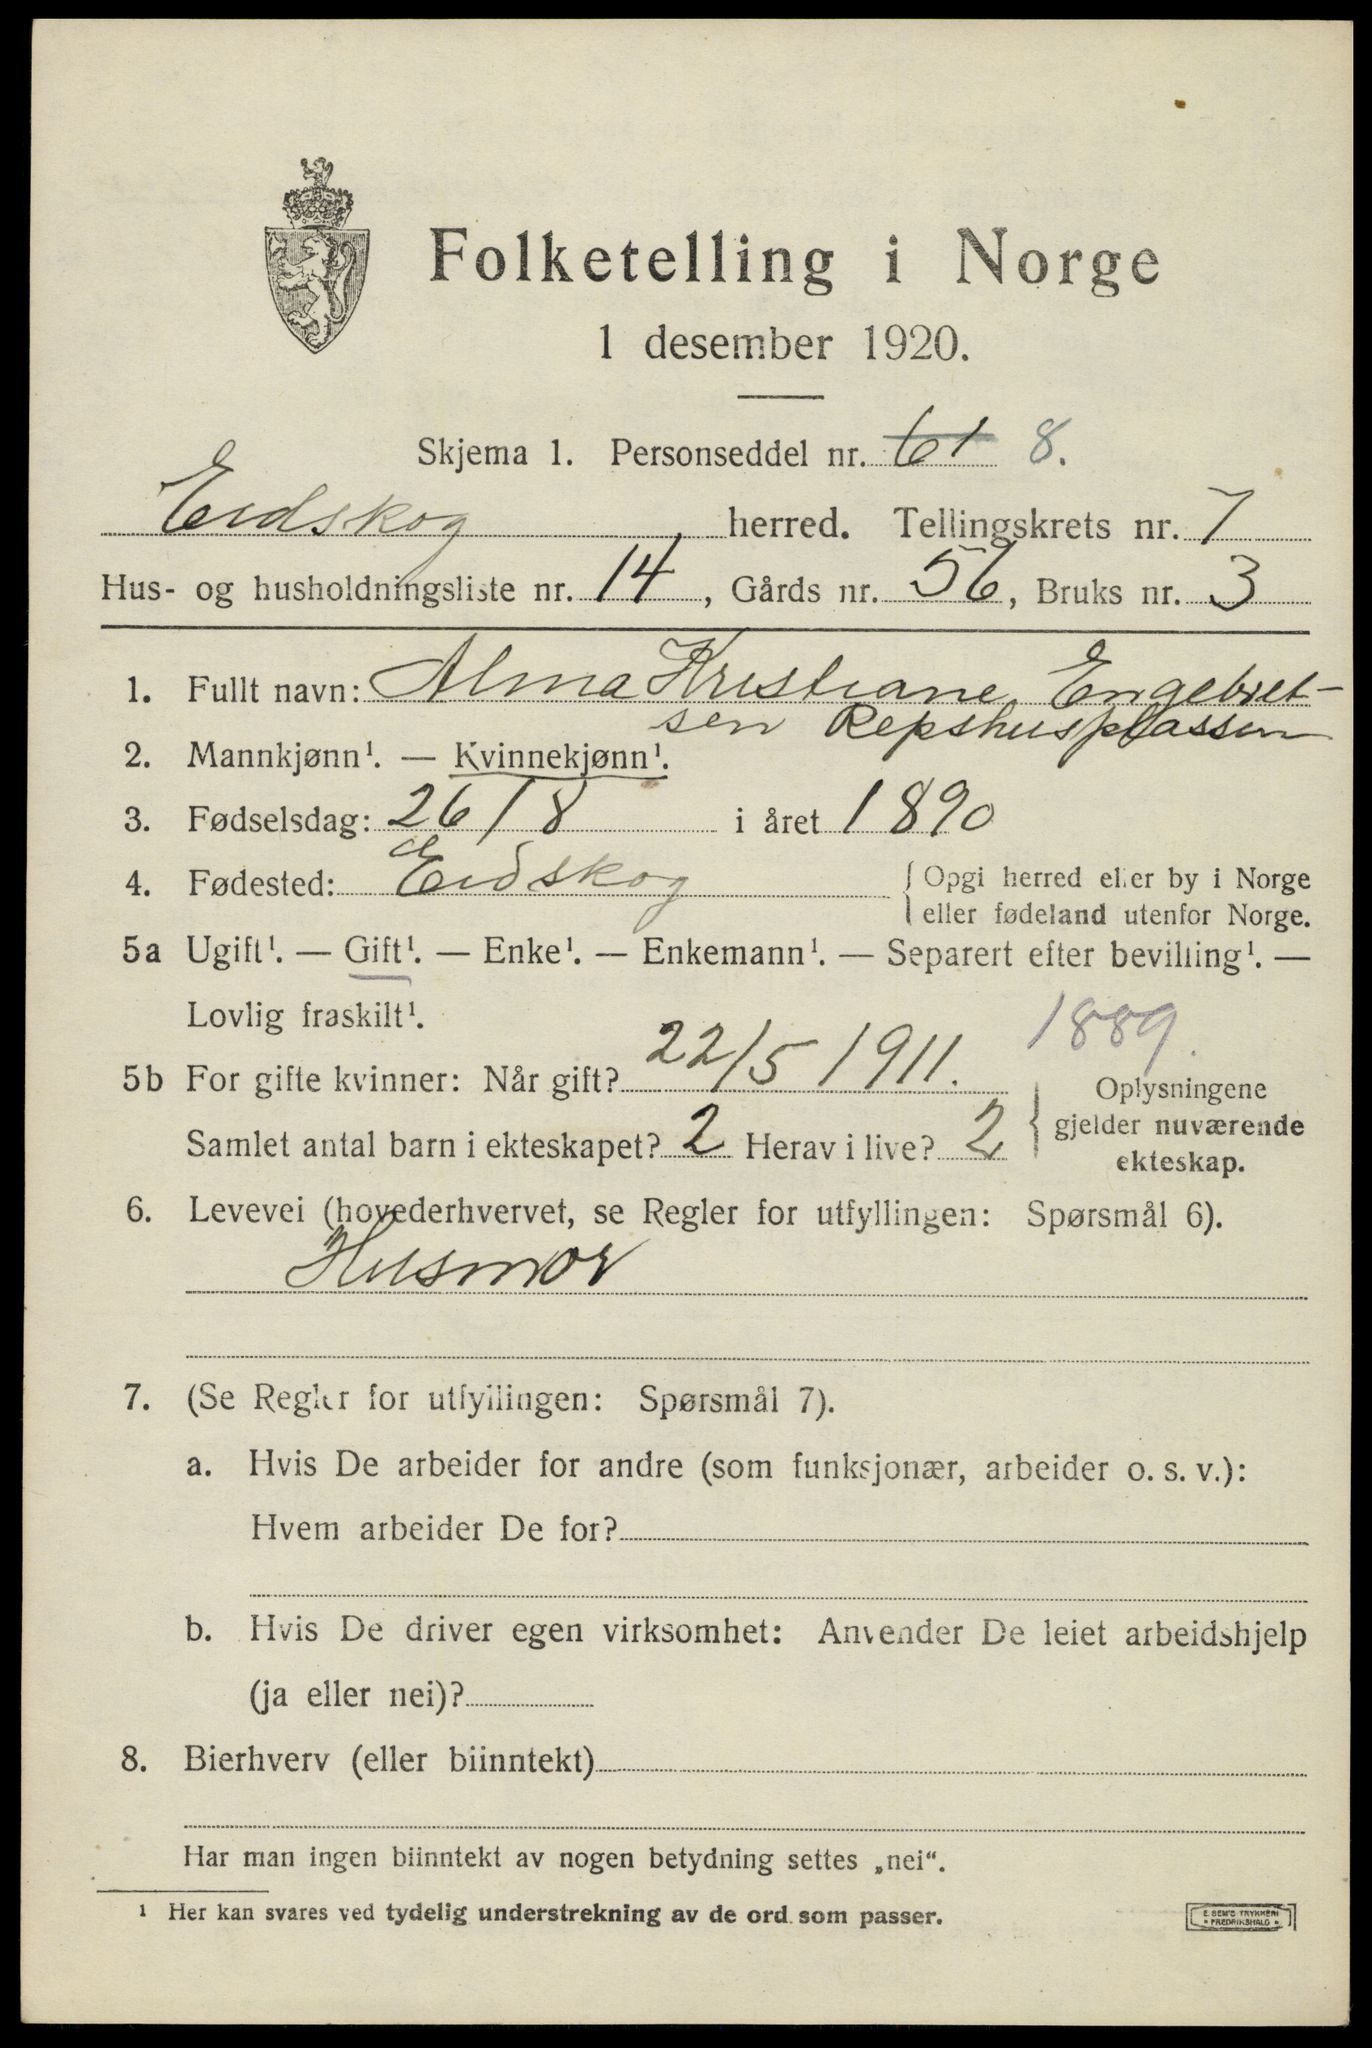 Folketelling i Norge
1 desember 1920.
Skjema 1. Personseddel nr. 61 8.
Eidskog herred. Tellingskrets nr. 7
Hus- og husholdningsliste nr. 14, Gårds nr. 56, Bruks nr. 3
1. Fullt navn: Alma Kristiane Engebret-
sen Repshusplassen
2. Mannkjønn¹. — Kvinnekjønn¹.
3. Fødselsdag: 26/8 i året 1890
4. Fødested: Eidskog { Opgi herred eller by i Norge
{ eller fødeland utenfor Norge.
5a Ugift¹. — Gift¹. — Enke¹. — Enkemann¹. — Separert efter bevilling¹. —
Lovlig fraskilt¹.
1889.
5b For gifte kvinner: Når gift? 22/5 1911. { Oplysningene
gjelder nuværende
ekteskap.
Samlet antal barn i ekteskapet? 2 Herav i live? 2
6. Levevei (hovederhvervet, se Regler for utfyllingen: Spørsmål 6).
Husmor
7. (Se Regler for utfyllingen: Spørsmål 7).
a. Hvis De arbeider for andre (som funksjonær, arbeider o. s. v.):
Hvem arbeider De for?
b. Hvis De driver egen virksomhet: Anvender De leiet arbeidshjelp
(ja eller nei)?
8. Bierhverv (eller biinntekt)
Har man ingen biinntekt av nogen betydning settes „nei“.
¹ Her kan svares ved tydelig understrekning av de ord som passer.
E. SEM'S TRYKKERI
• FREDRIKSHALD •